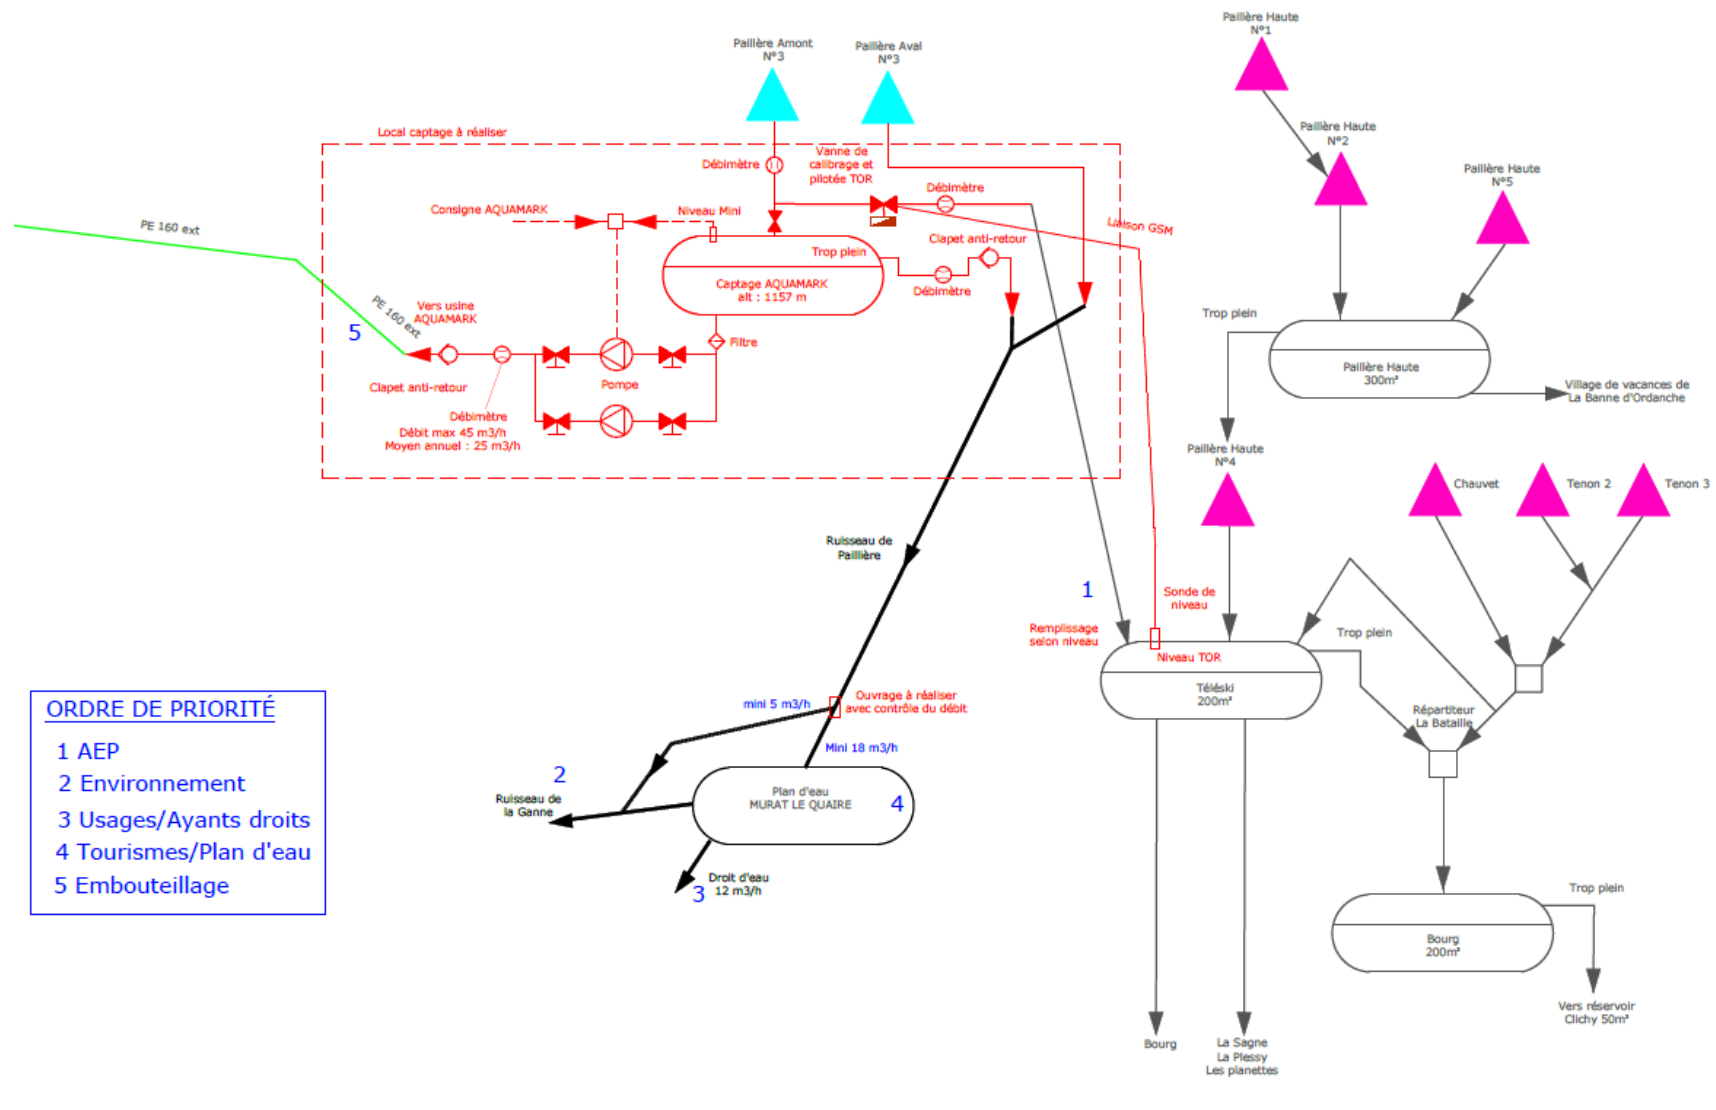 Paillère Haute
N°1
Paillère Amont
N°3
Paillère Aval
N°3
Paillère Haute
N°2
Paillère Haute
N°5
Local captage à réaliser
Débimètre
Vanne de
calibrage et
pilotée TOR
Débimètre
Consigne AQUAMARK
Niveau Mini
Liaison GSM
PE 160 ext
Clapet anti-retour
Trop plein
Captage AQUAMARK
alt : 1157 m
Débimètre
PE 160 ext
Vers usine
AQUAMARK
5
Filtre
Trop plein
Paillère Haute
300m³
Village de vacances de
La Banne d'Ordanche
Clapet anti-retour
Pompe
Débimètre
Débit max 45 m3/h
Moyen annuel : 25 m3/h
Paillère Haute
N°4
Chauvet
Tenon 2
Tenon 3
Ruisseau de
Paillière
1
Sonde de
niveau
Remplissage
selon niveau
Trop plein
Niveau TOR
Téléski
200m³
Répartiteur
La Bataille
mini 5 m3/h
Ouvrage à réaliser
avec contrôle du débit
Mini 18 m3/h
2
Ruisseau de
la Ganne
Plan d'eau
MURAT LE QUAIRE
4
Droit d'eau
12 m3/h
3
ORDRE DE PRIORITÉ
1 AEP
2 Environnement
3 Usages/Ayants droits
4 Tourismes/Plan d'eau
5 Embouteillage
Trop plein
Bourg
200m³
Vers réservoir
Clichy 50m³
Bourg
La Sagne
La Plessy
Les planettes